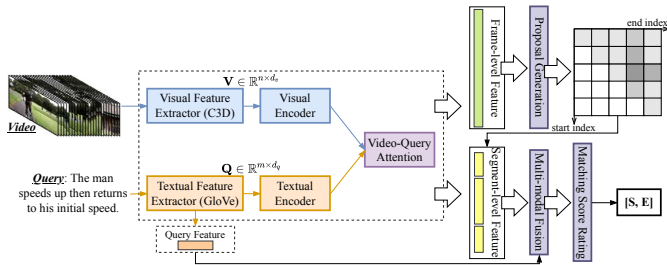 V ∈ ℝ^{n×d_v}
Visual Feature
Extractor (C3D)
Visual
Encoder
Video
Video-Query
Attention
Q ∈ ℝ^{m×d_q}
Query: The man
speeds up then returns
to his initial speed.
Textual Feature
Extractor (GloVe)
Textual
Encoder
Query Feature
Frame-level Feature
Proposal Generation
end index
start index
Segment-level Feature
Multi-modal Fusion
Matching Score
Rating
[S, E]